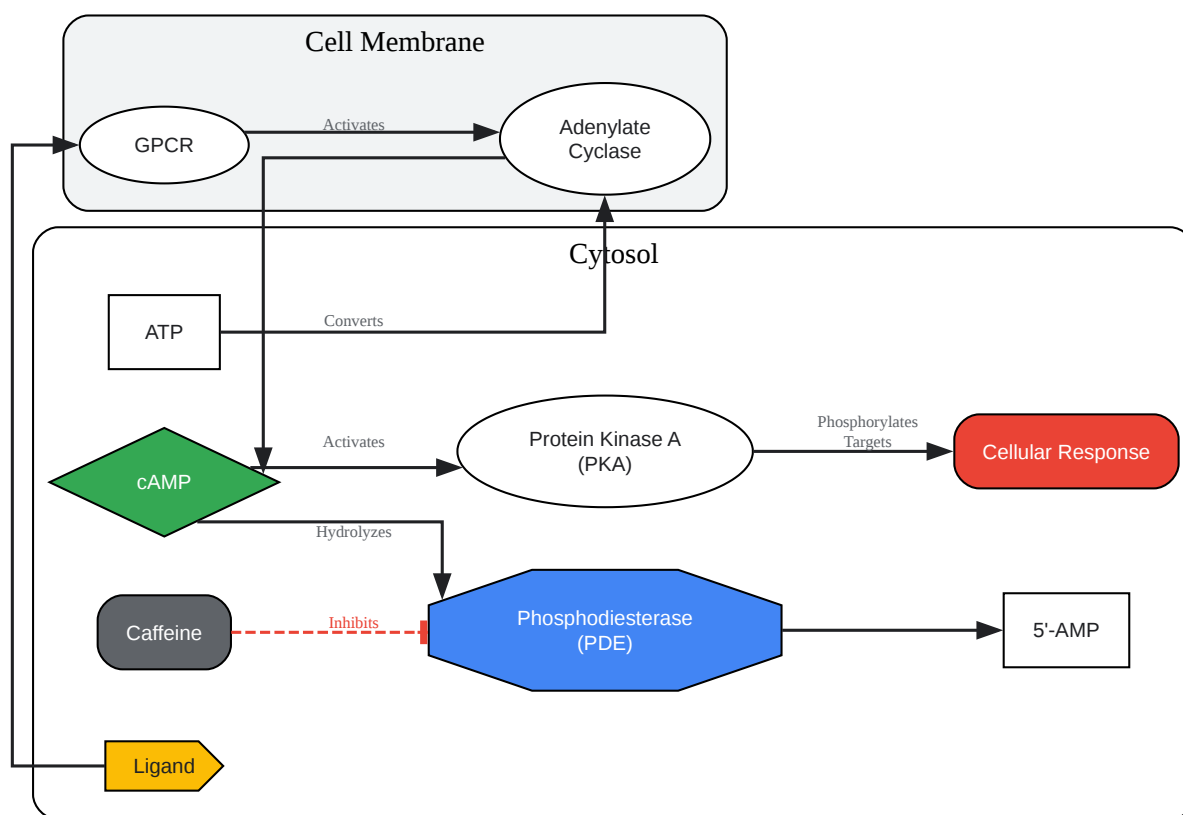 Cell Membrane
GPCR
Activates
Adenylate
Cyclase
Cytosol
ATP
Converts
cAMP
Activates
Protein Kinase A
(PKA)
Phosphorylates
Targets
Cellular Response
Hydrolyzes
Caffeine
Inhibits
Phosphodiesterase
(PDE)
5'-AMP
Ligand